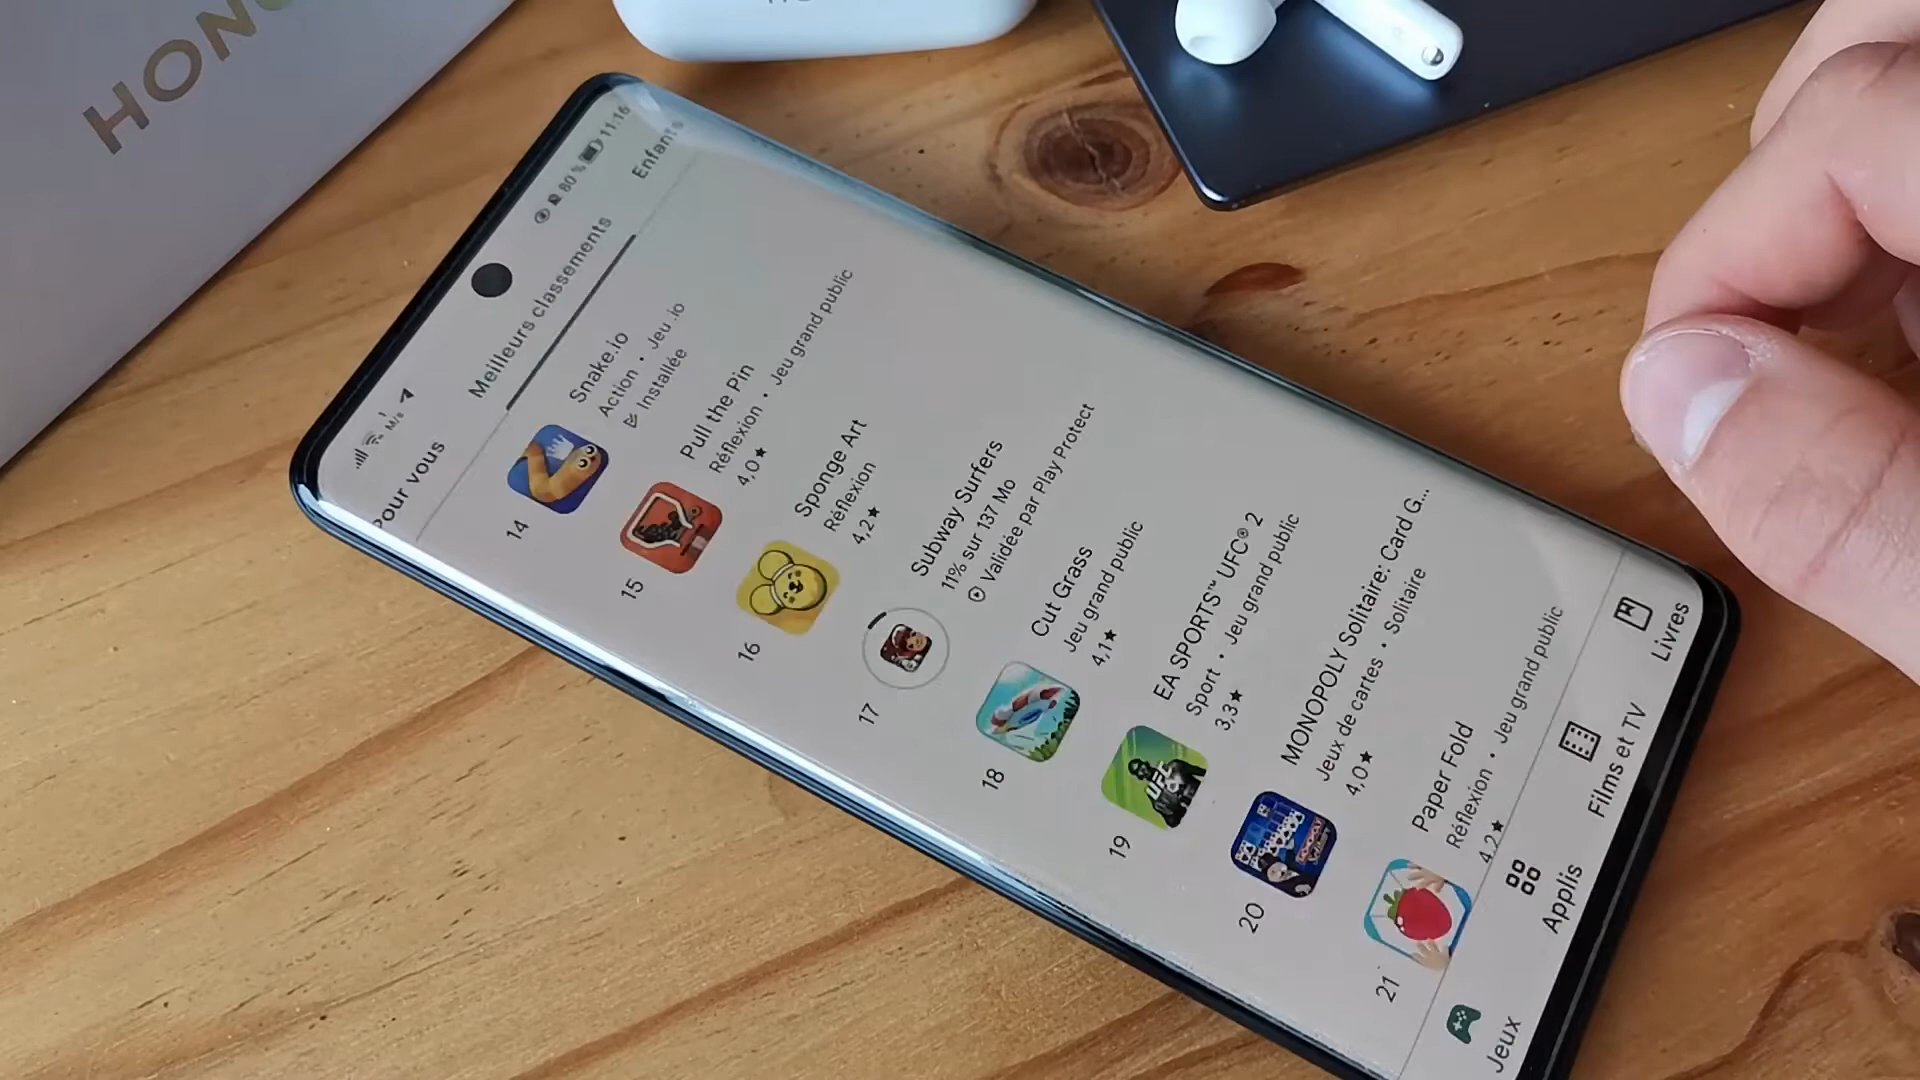 HONO
11:16
80 %
M/s
Pour vous
Meilleurs classements
Enfants
14
Snake.io
Action • Jeu .io
Installée
15
Pull the Pin
Réflexion • Jeu grand public
4,0★
16
Sponge Art
Réflexion
4,2★
17
Subway Surfers
11% sur 137 Mo
Validée par Play Protect
18
Cut Grass
Jeu grand public
4,1★
19
EA SPORTS™ UFC® 2
Sport • Jeu grand public
3,3★
UFC
20
MONOPOLY Solitaire: Card G...
Jeux de cartes • Solitaire
4,0★
21
Paper Fold
Réflexion • Jeu grand public
4,2★
Jeux
Applis
Films et TV
Livres